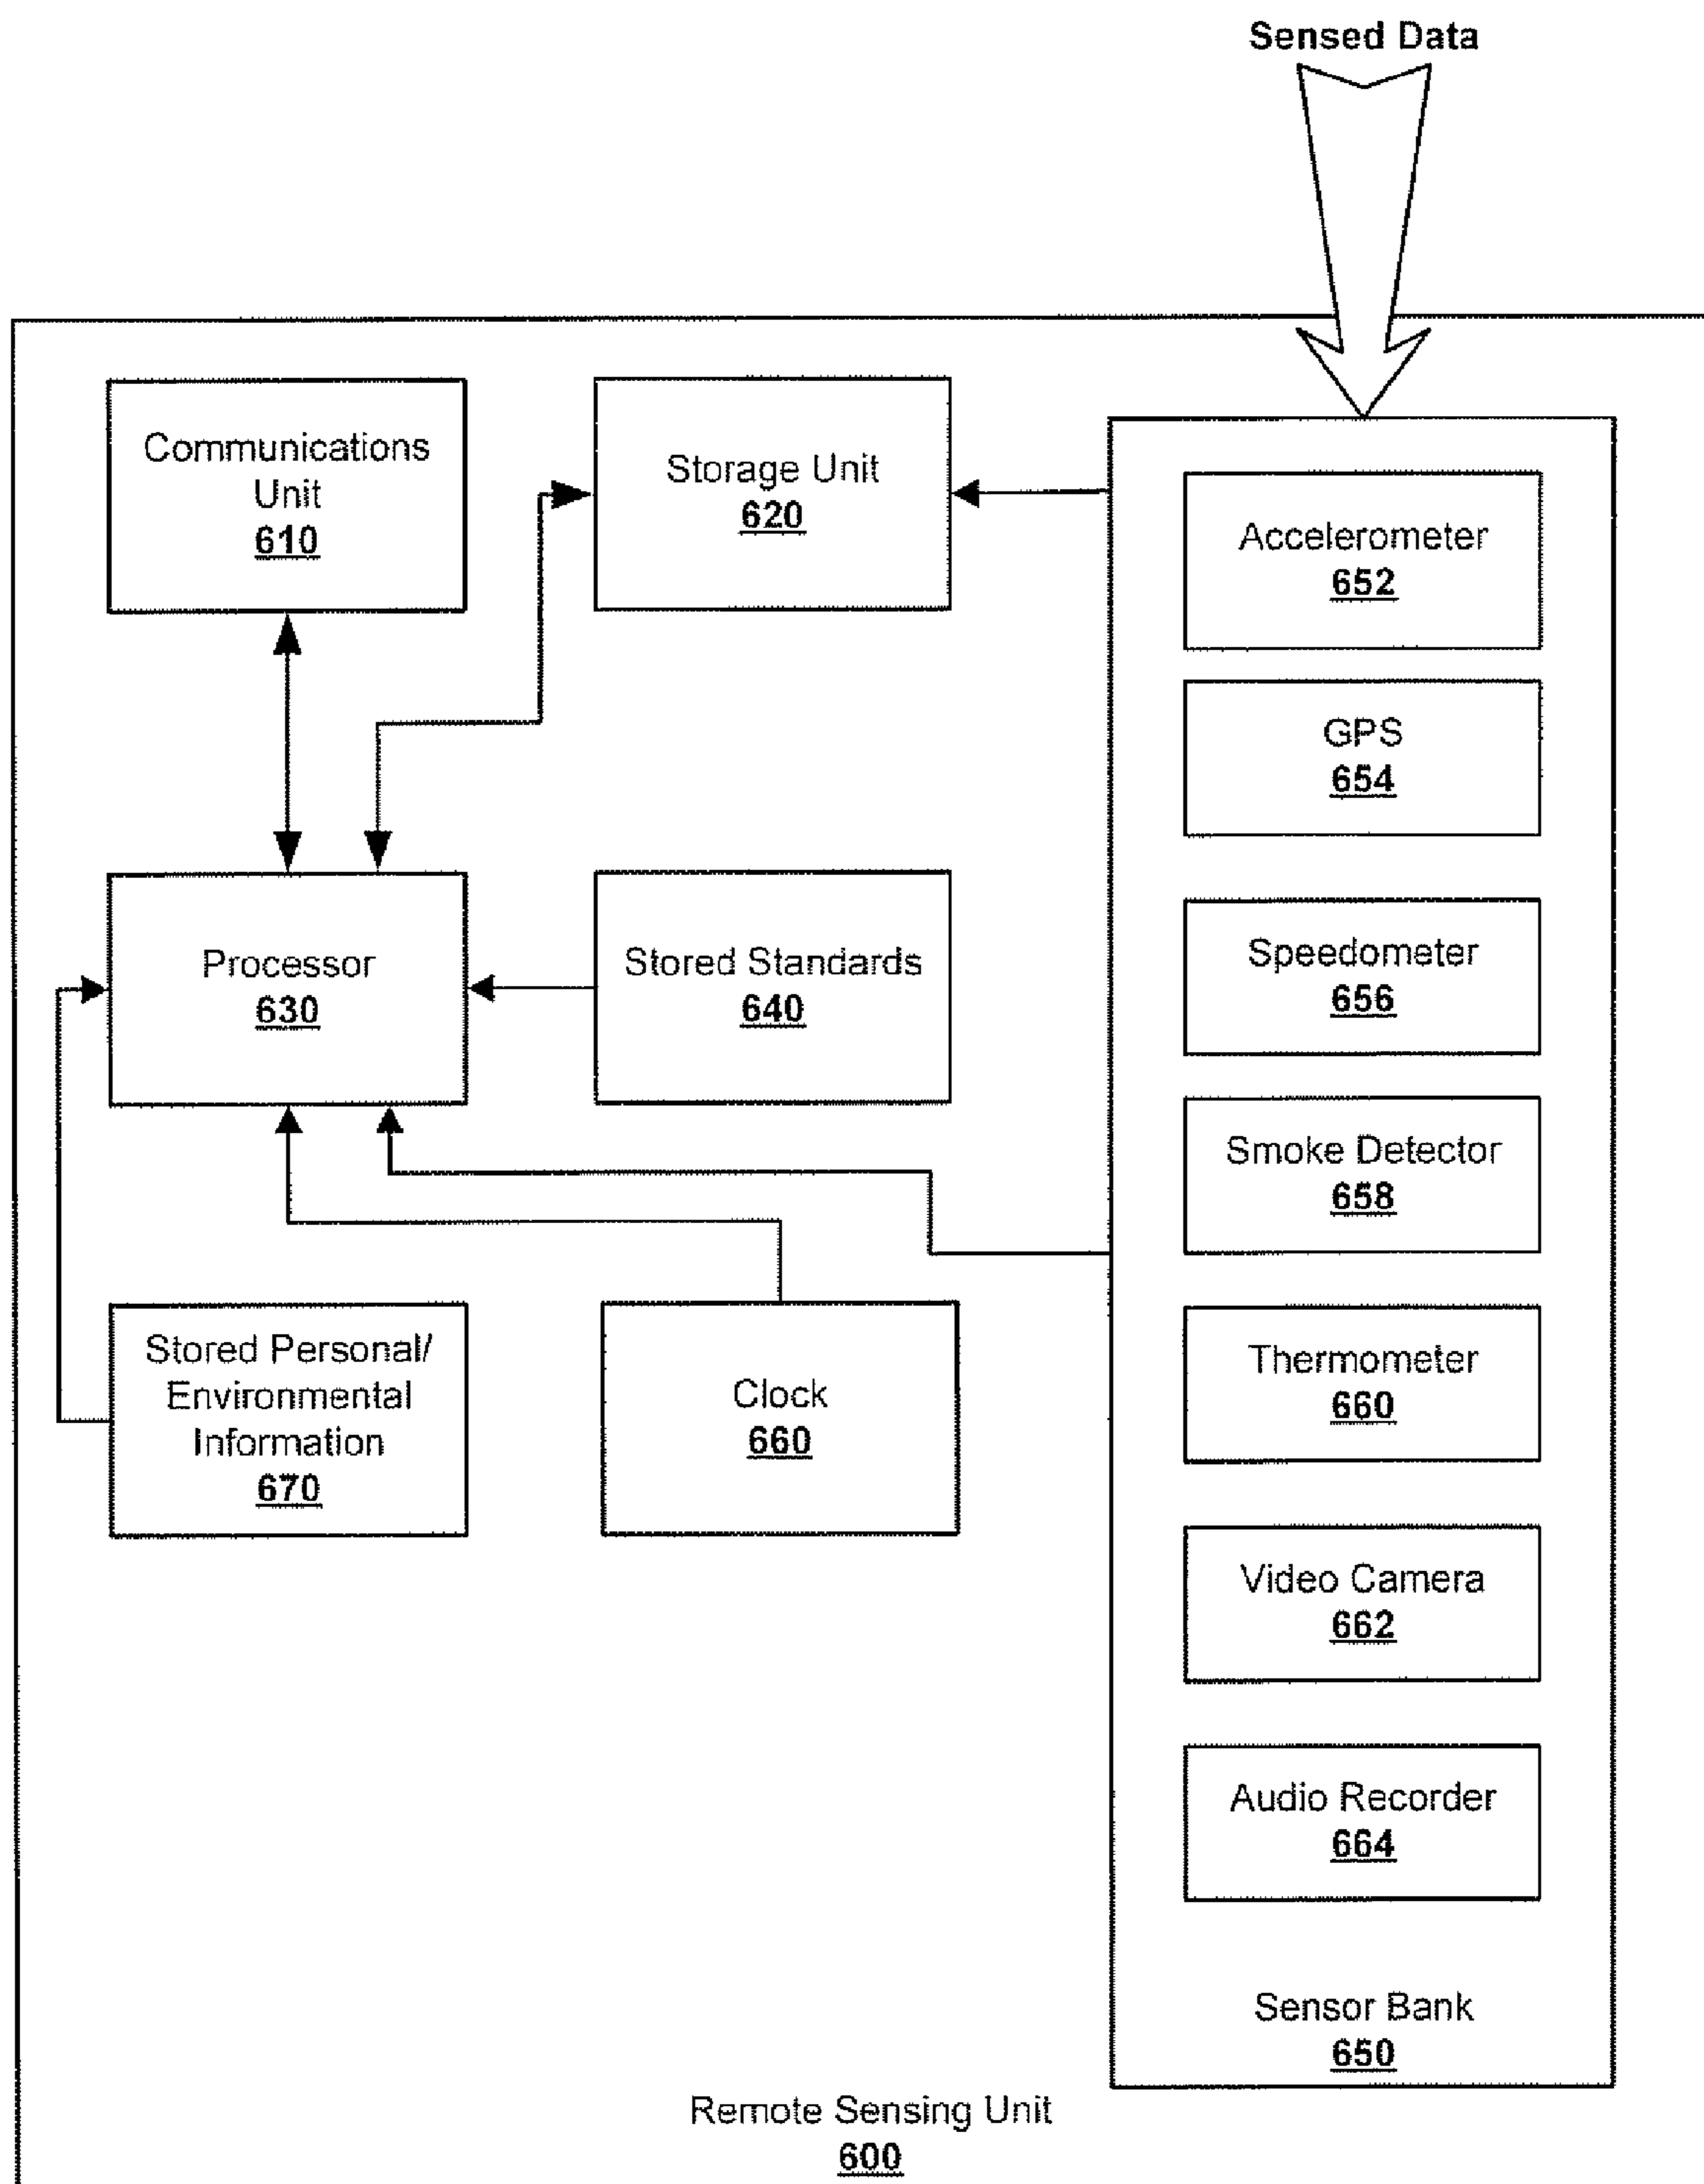 Sensed Data
Communications
Unit
610
Storage Unit
620
Accelerometer
652
GPS
654
Processor
630
Stored Standards
640
Speedometer
656
Smoke Detector
658
Stored Personal/
Environmental
Information
670
Clock
660
Thermometer
660
Video Camera
662
Audio Recorder
664
Sensor Bank
650
Remote Sensing Unit
600